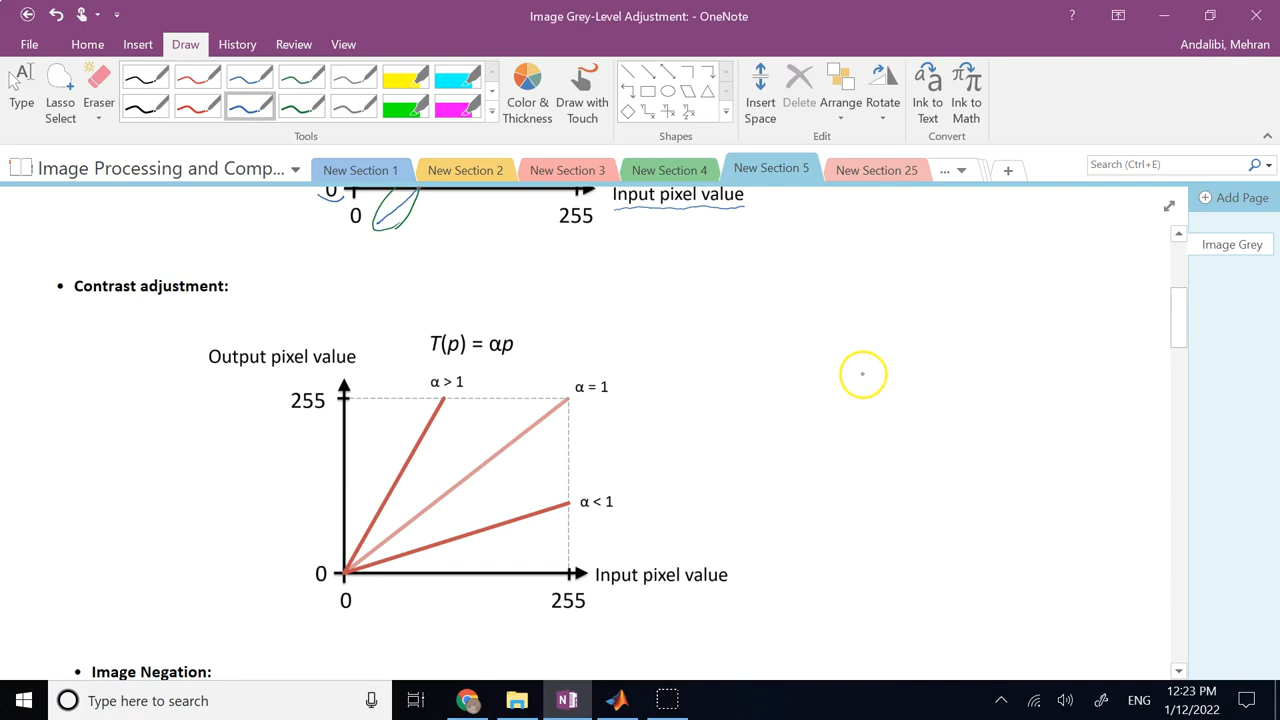 Image Grey-Level Adjustment: - OneNote
?
File
Home
Insert
Draw
History
Review
View
Andalibi, Mehran
Type
Lasso
Select
Eraser
Color &
Thickness
Draw with
Touch
Insert
Space
Delete
Arrange
Rotate
Ink to
Text
Ink to
Math
Tools
Shapes
Edit
Convert
Image Processing and Comp...
New Section 1
New Section 2
New Section 3
New Section 4
New Section 5
New Section 25
...
Search (Ctrl+E)
Add Page
Image Grey
0
Input pixel value
0
255
• Contrast adjustment:
T(p) = αp
Output pixel value
α > 1
α = 1
255
α < 1
0
Input pixel value
0
255
• Image Negation:
Type here to search
ENG
12:23 PM
1/12/2022